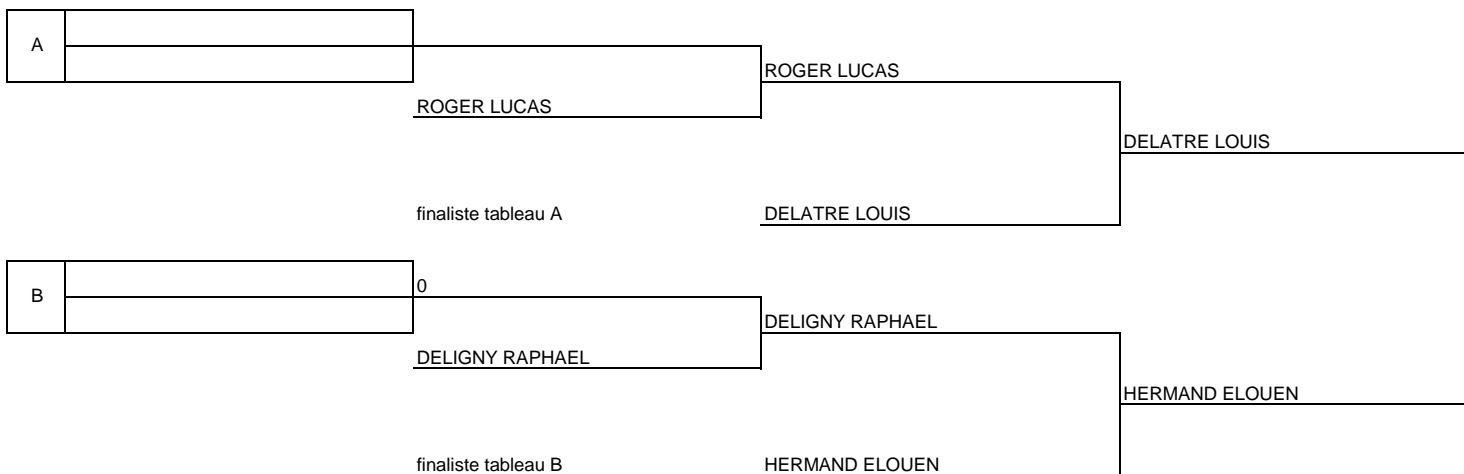 A
ROGER LUCAS
ROGER LUCAS
DELATRE LOUIS
finaliste tableau A
DELATRE LOUIS
B
0
DELIGNY RAPHAEL
DELIGNY RAPHAEL
HERMAND ELOUEN
finaliste tableau B
HERMAND ELOUEN